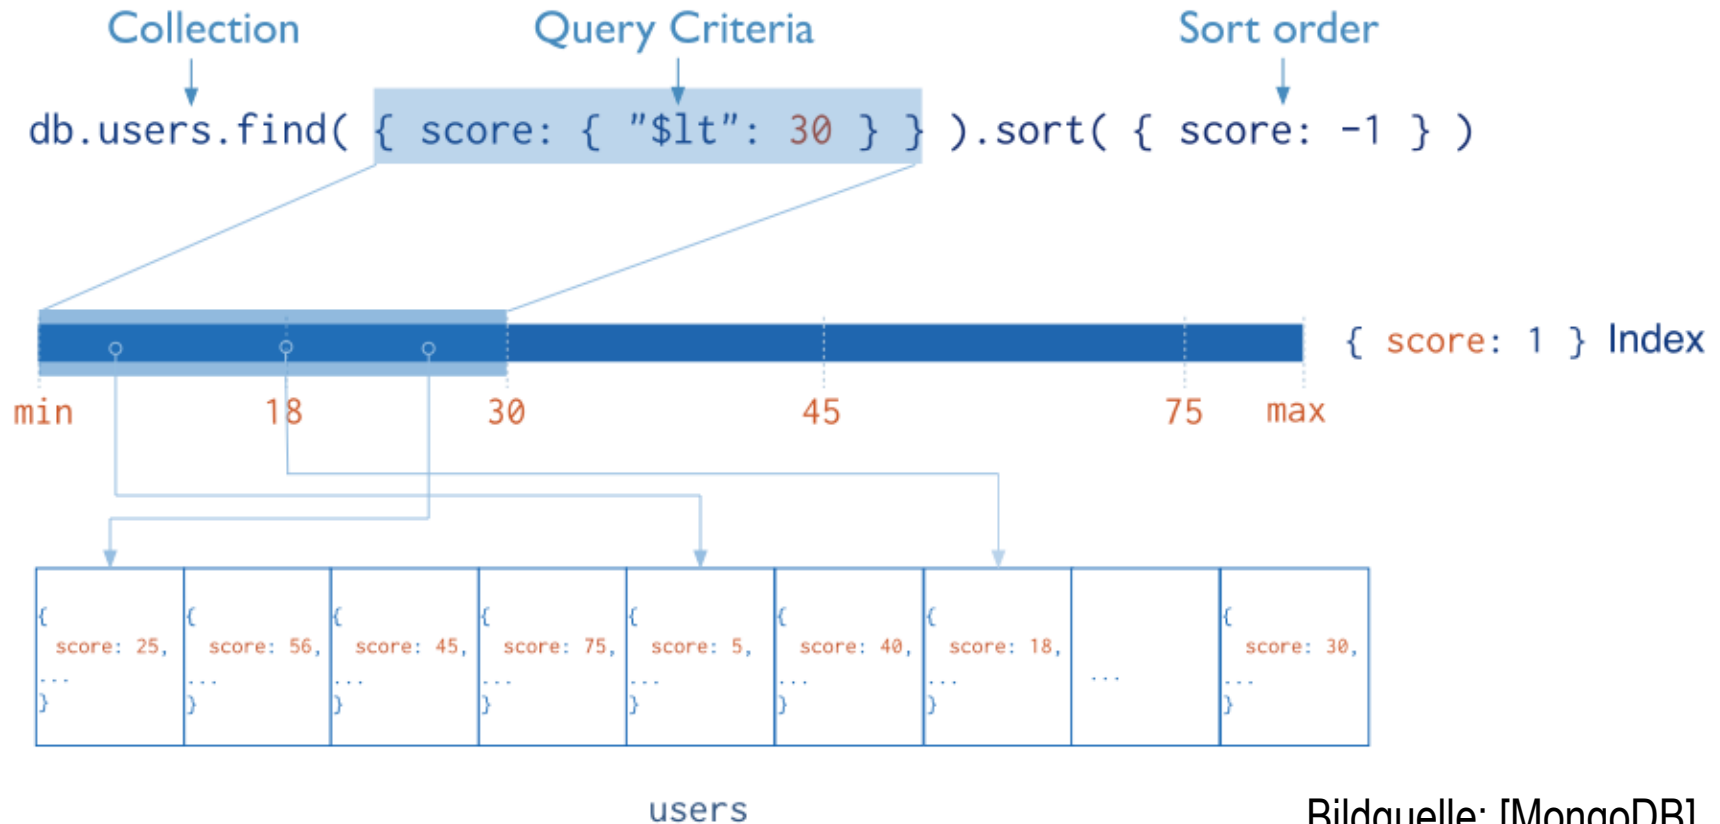 Collection Query Criteria Sort order
db.users.find( { score: { "$lt": 30 } } ).sort( { score: -1 } )
{ score: 1 } Index
min 18 30 45 75 max
{ { { { { { { {
score: 25, score: 56, score: 45, score: 75, score: 5, score: 40, score: 18, score: 30,
... ... ... ... ... ... ... ... ...
} } } } } } } }
users
Bildquelle: [MongoDB]